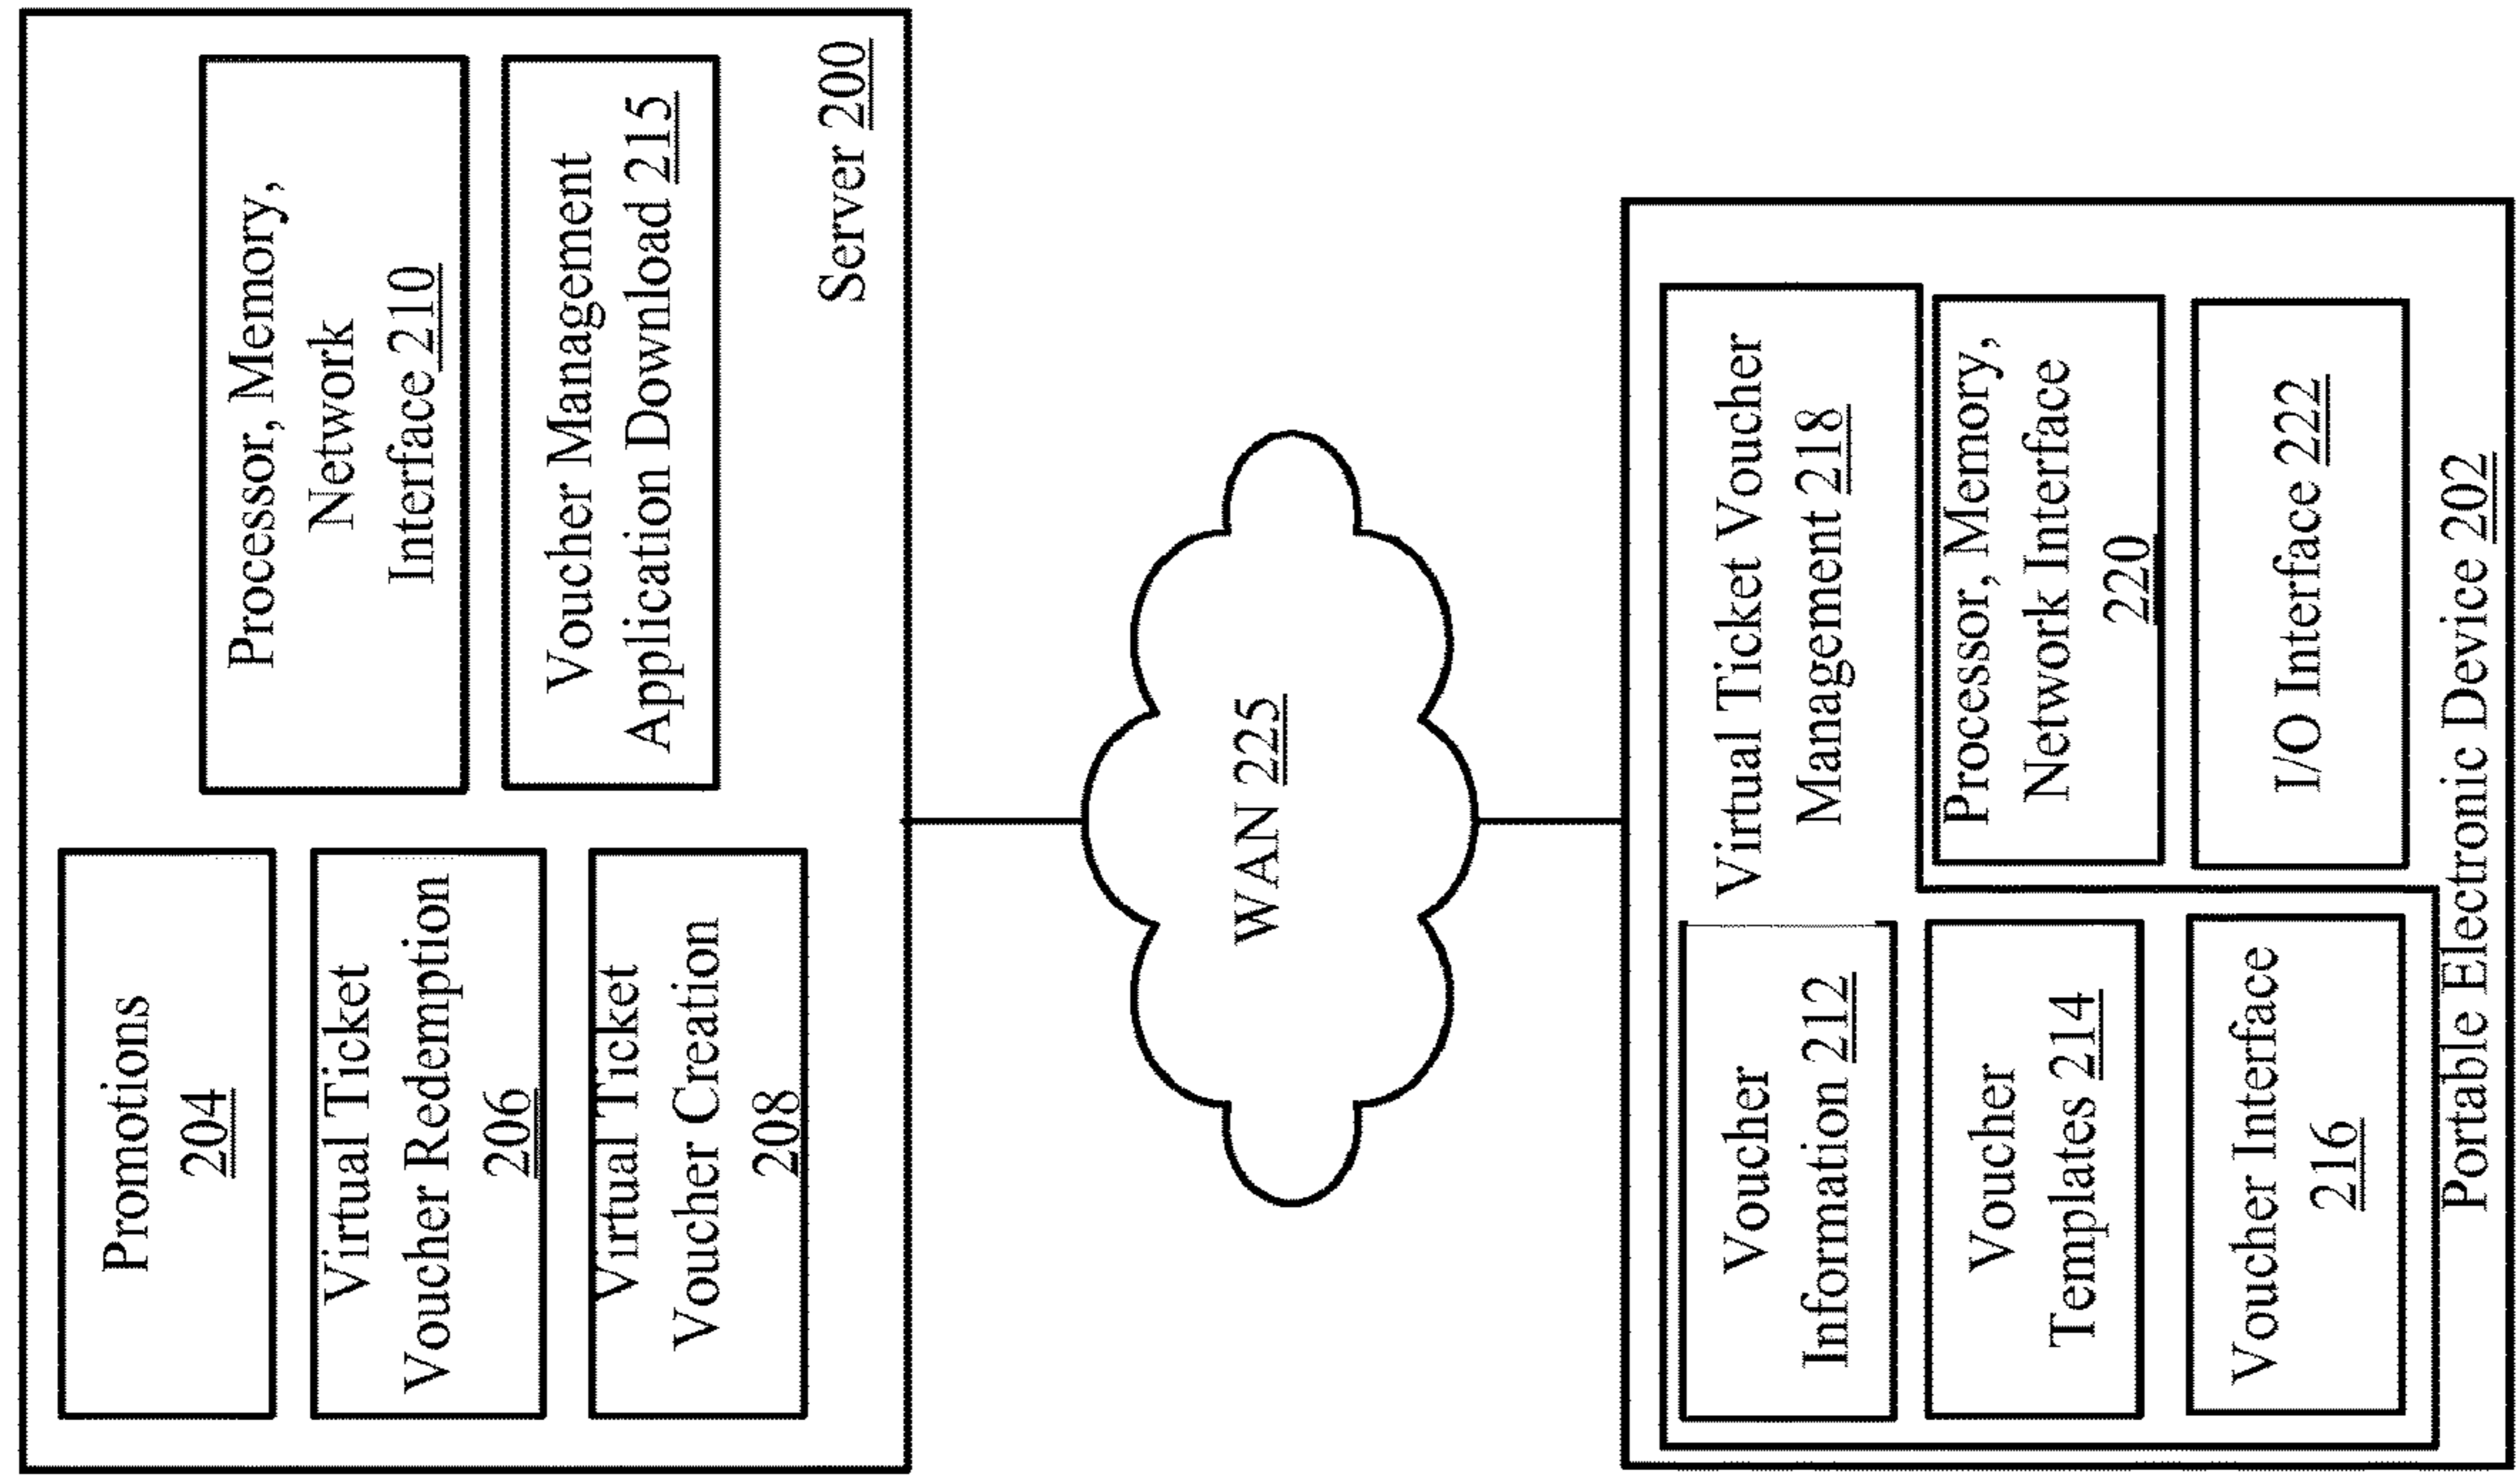 Promotions
204
Virtual Ticket
Voucher Redemption
206
Virtual Ticket
Voucher Creation
208
Processor, Memory,
Network
Interface 210
Voucher Management
Application Download 215
Server 200
WAN 225
Virtual Ticket Voucher
Management 218
Voucher
Information 212
Voucher
Templates 214
Voucher Interface
216
Processor, Memory,
Network Interface
220
I/O Interface 222
Portable Electronic Device 202